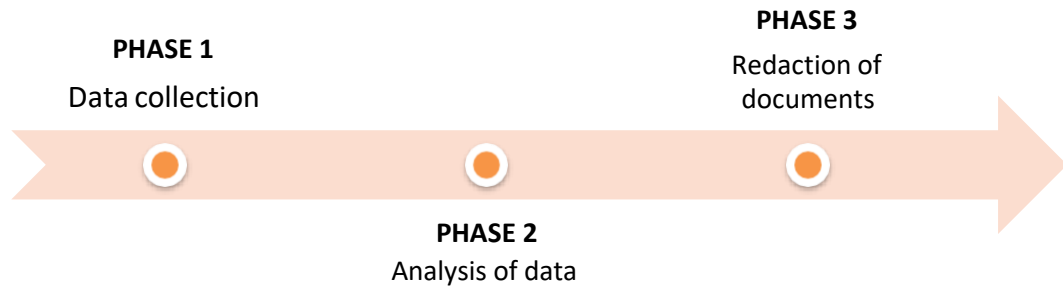 PHASE 1
Data collection
PHASE 2
Analysis of data
PHASE 3
Redaction of
documents